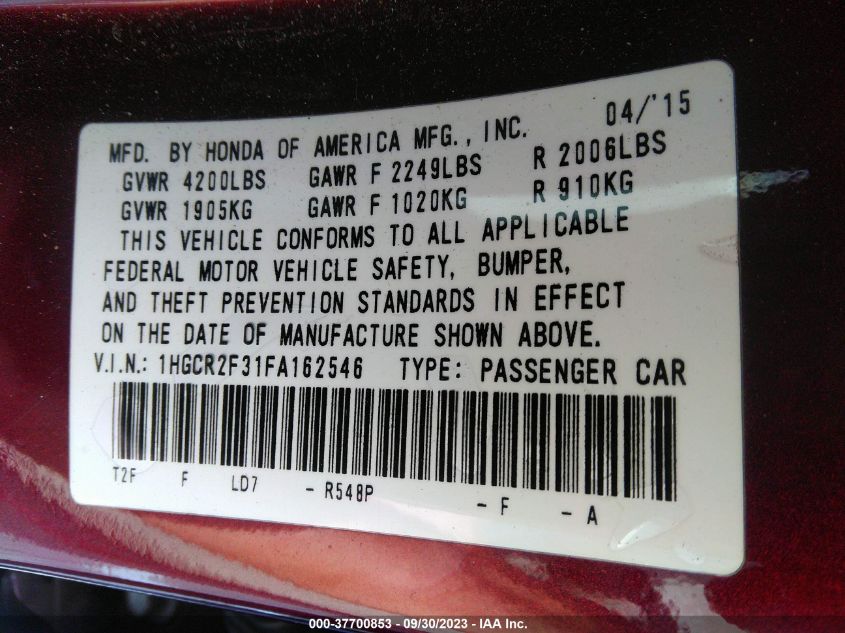 04/'15
MFD. BY HONDA OF AMERICA MFG., INC.
GVWR 4200LBS GAWR F 2249LBS R 2006LBS
GVWR 1905KG GAWR F 1020KG R 910KG
THIS VEHICLE CONFORMS TO ALL APPLICABLE
FEDERAL MOTOR VEHICLE SAFETY, BUMPER,
AND THEFT PREVENTION STANDARDS IN EFFECT
ON THE DATE OF MANUFACTURE SHOWN ABOVE.
V.I.N.: 1HGCR2F31FA162546 TYPE: PASSENGER CAR
T2F F LD7 - R548P - F - A
000-37700853 - 09/30/2023 - IAA Inc.